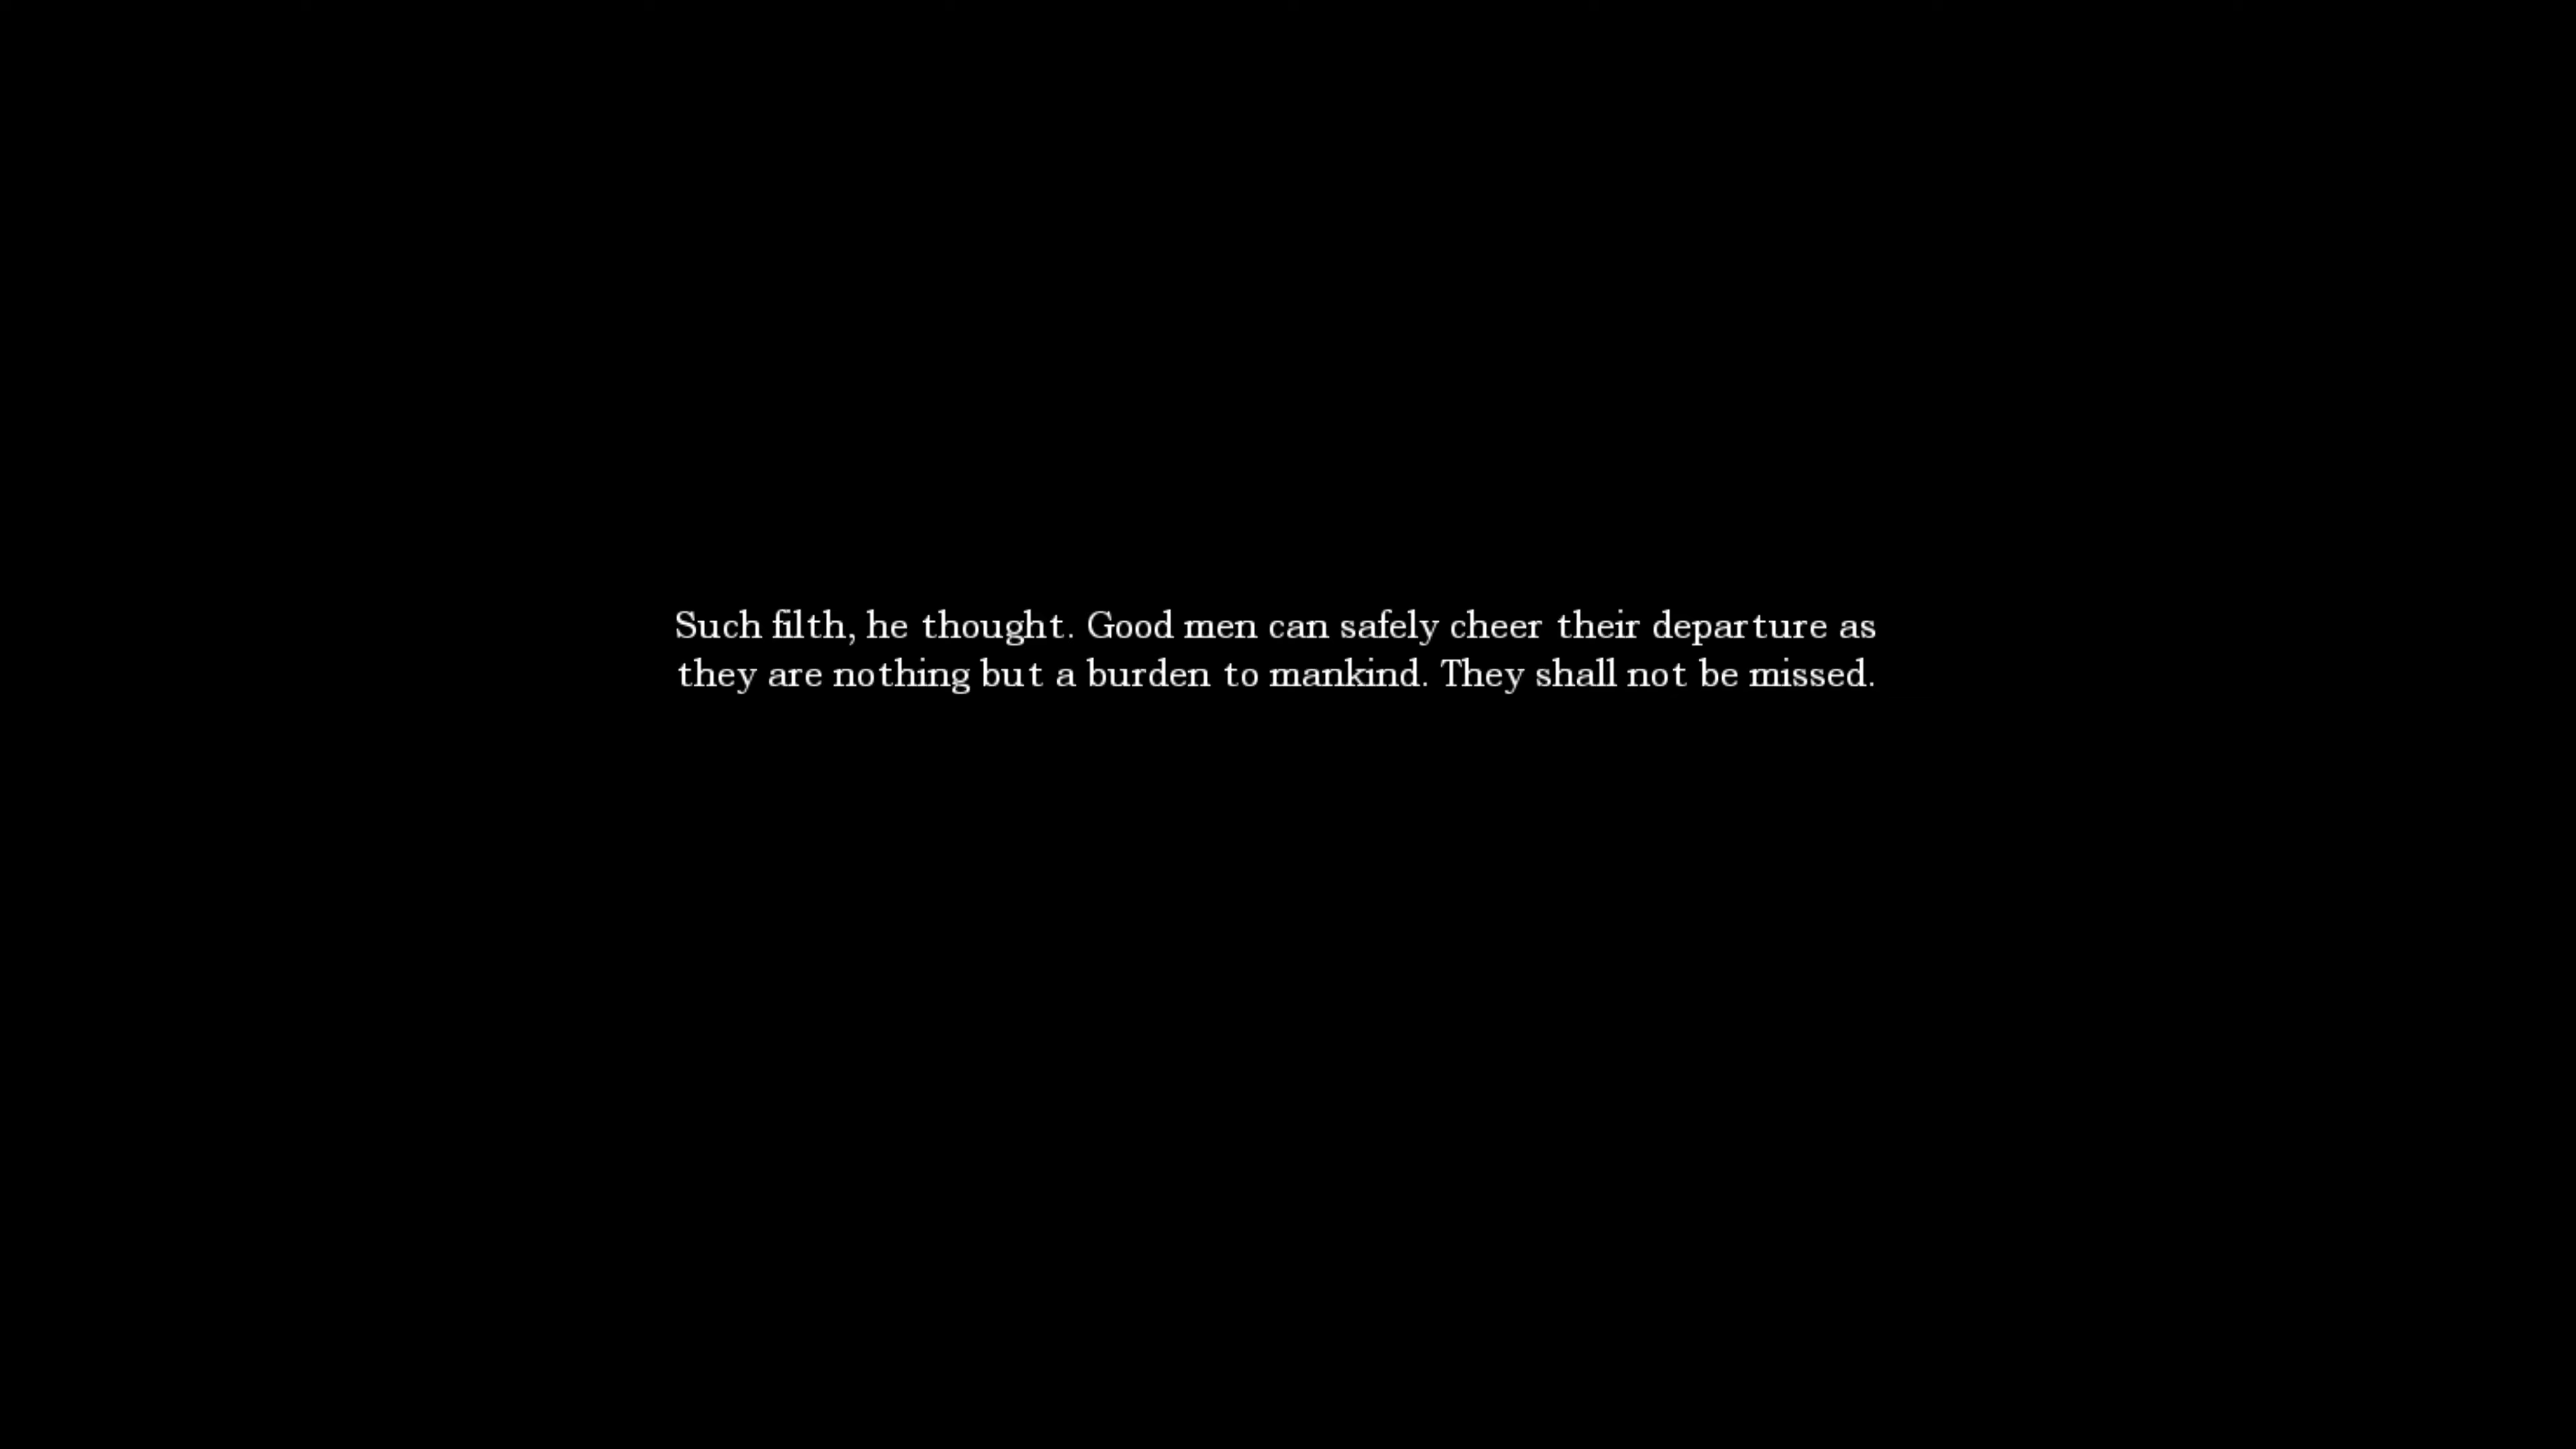 Such filth, he thought. Good men can safely cheer their departure as
they are nothing but a burden to mankind. They shall not be missed.